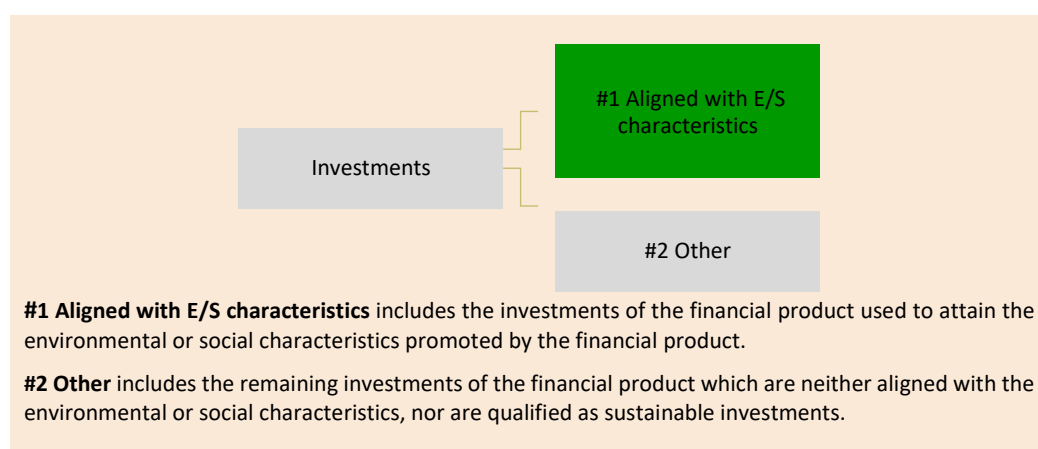 #1 Aligned with E/S
characteristics
Investments
#2 Other
#1 Aligned with E/S characteristics includes the investments of the financial product used to attain the
environmental or social characteristics promoted by the financial product.
#2 Other includes the remaining investments of the financial product which are neither aligned with the
environmental or social characteristics, nor are qualified as sustainable investments.